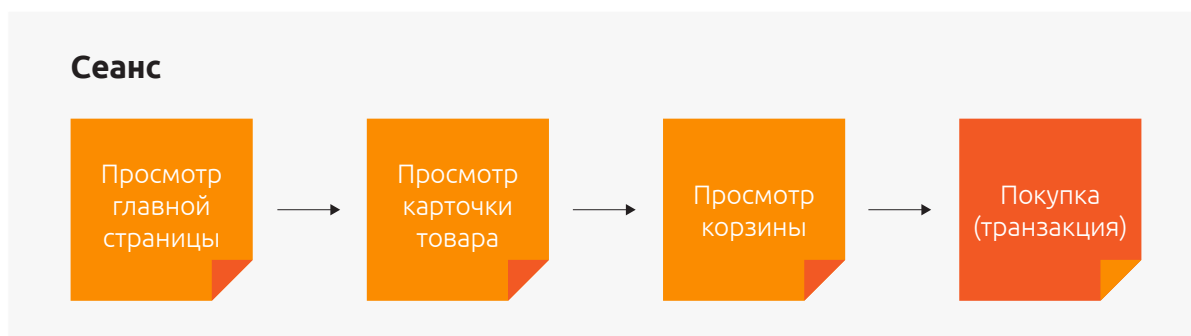 Сеанс
Просмотр
главной
страницы
Просмотр
карточки
товара
Просмотр
корзины
Покупка
(транзакция)